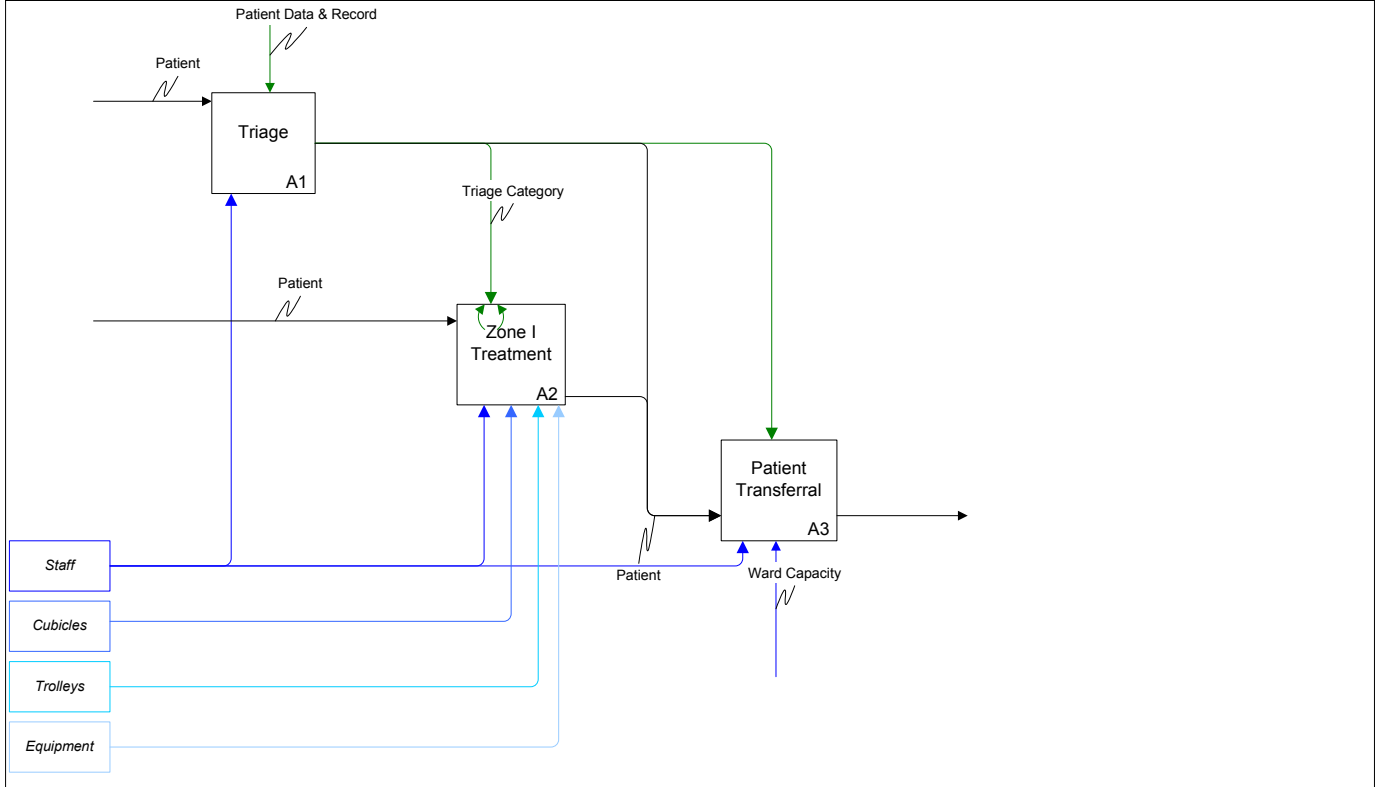 Patient Data & Record
Patient
Triage
A1
Triage Category
Patient
Zone I
Treatment
A2
Patient
Transferral
A3
Staff
Patient
Ward Capacity
Cubicles
Trolleys
Equipment